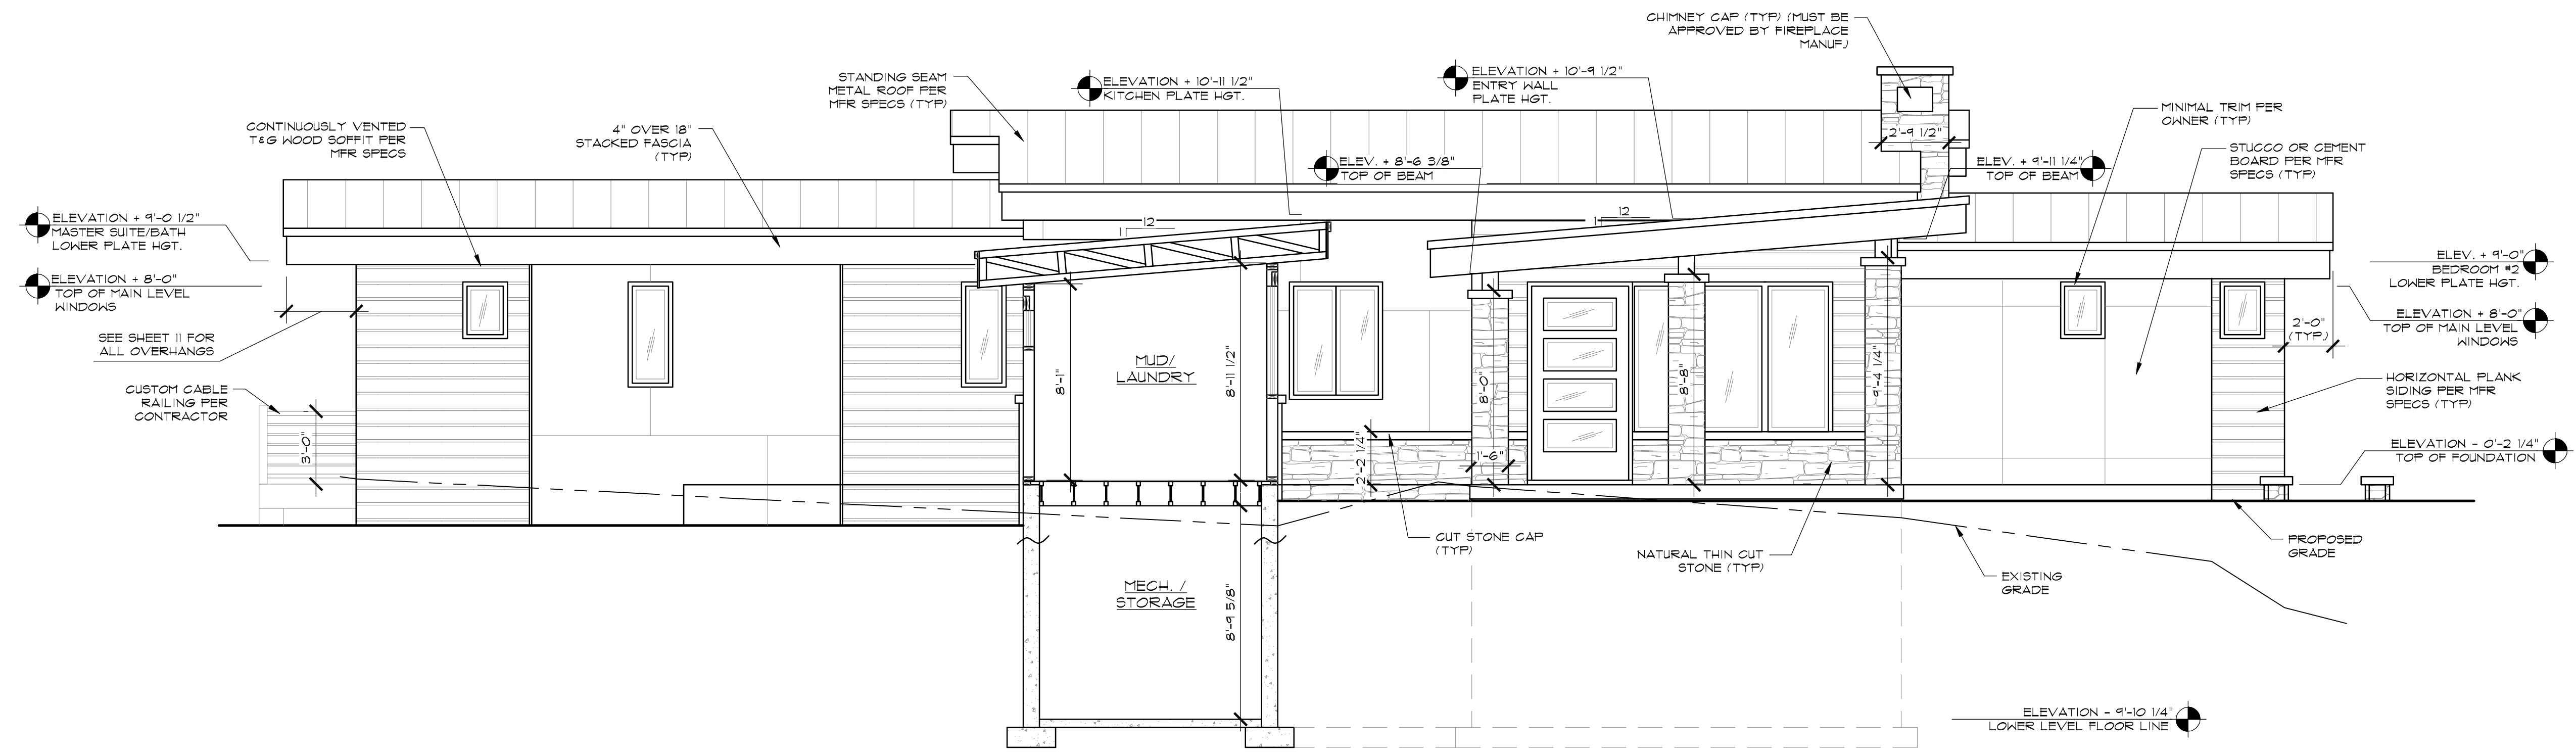 CHIMNEY CAP (TYP) (MUST BE
APPROVED BY FIREPLACE
MANUF.)
STANDING SEAM
METAL ROOF PER
MFR SPECS (TYP)
ELEVATION + 10'-11 1/2"
KITCHEN PLATE HGT.
ELEVATION + 10'-9 1/2"
ENTRY WALL
PLATE HGT.
MINIMAL TRIM PER
OWNER (TYP)
CONTINUOUSLY VENTED
T&G WOOD SOFFIT PER
MFR SPECS
4" OVER 18"
STACKED FASCIA
(TYP)
2'-9 1/2"
STUCCO OR CEMENT
BOARD PER MFR
SPECS (TYP)
ELEV. + 8'-6 3/8"
TOP OF BEAM
ELEV. + 9'-11 1/4"
TOP OF BEAM
ELEVATION + 9'-0 1/2"
MASTER SUITE/BATH
LOWER PLATE HGT.
12
1
12
1
ELEV. + 9'-0"
BEDROOM #2
LOWER PLATE HGT.
ELEVATION + 8'-0"
TOP OF MAIN LEVEL
WINDOWS
ELEVATION + 8'-0"
TOP OF MAIN LEVEL
WINDOWS
2'-0"
(TYP.)
SEE SHEET 11 FOR
ALL OVERHANGS
MUD/
LAUNDRY
8'-1"
8'-11 1/2"
8'-0"
8'-8"
9'-4 1/4"
CUSTOM CABLE
RAILING PER
CONTRACTOR
HORIZONTAL PLANK
SIDING PER MFR
SPECS (TYP)
3'-0"
2'-2 1/4"
1'-6"
ELEVATION - 0'-2 1/4"
TOP OF FOUNDATION
CUT STONE CAP
(TYP)
NATURAL THIN CUT
STONE (TYP)
PROPOSED
GRADE
EXISTING
GRADE
MECH. /
STORAGE
8'-9 5/8"
ELEVATION - 9'-10 1/4"
LOWER LEVEL FLOOR LINE